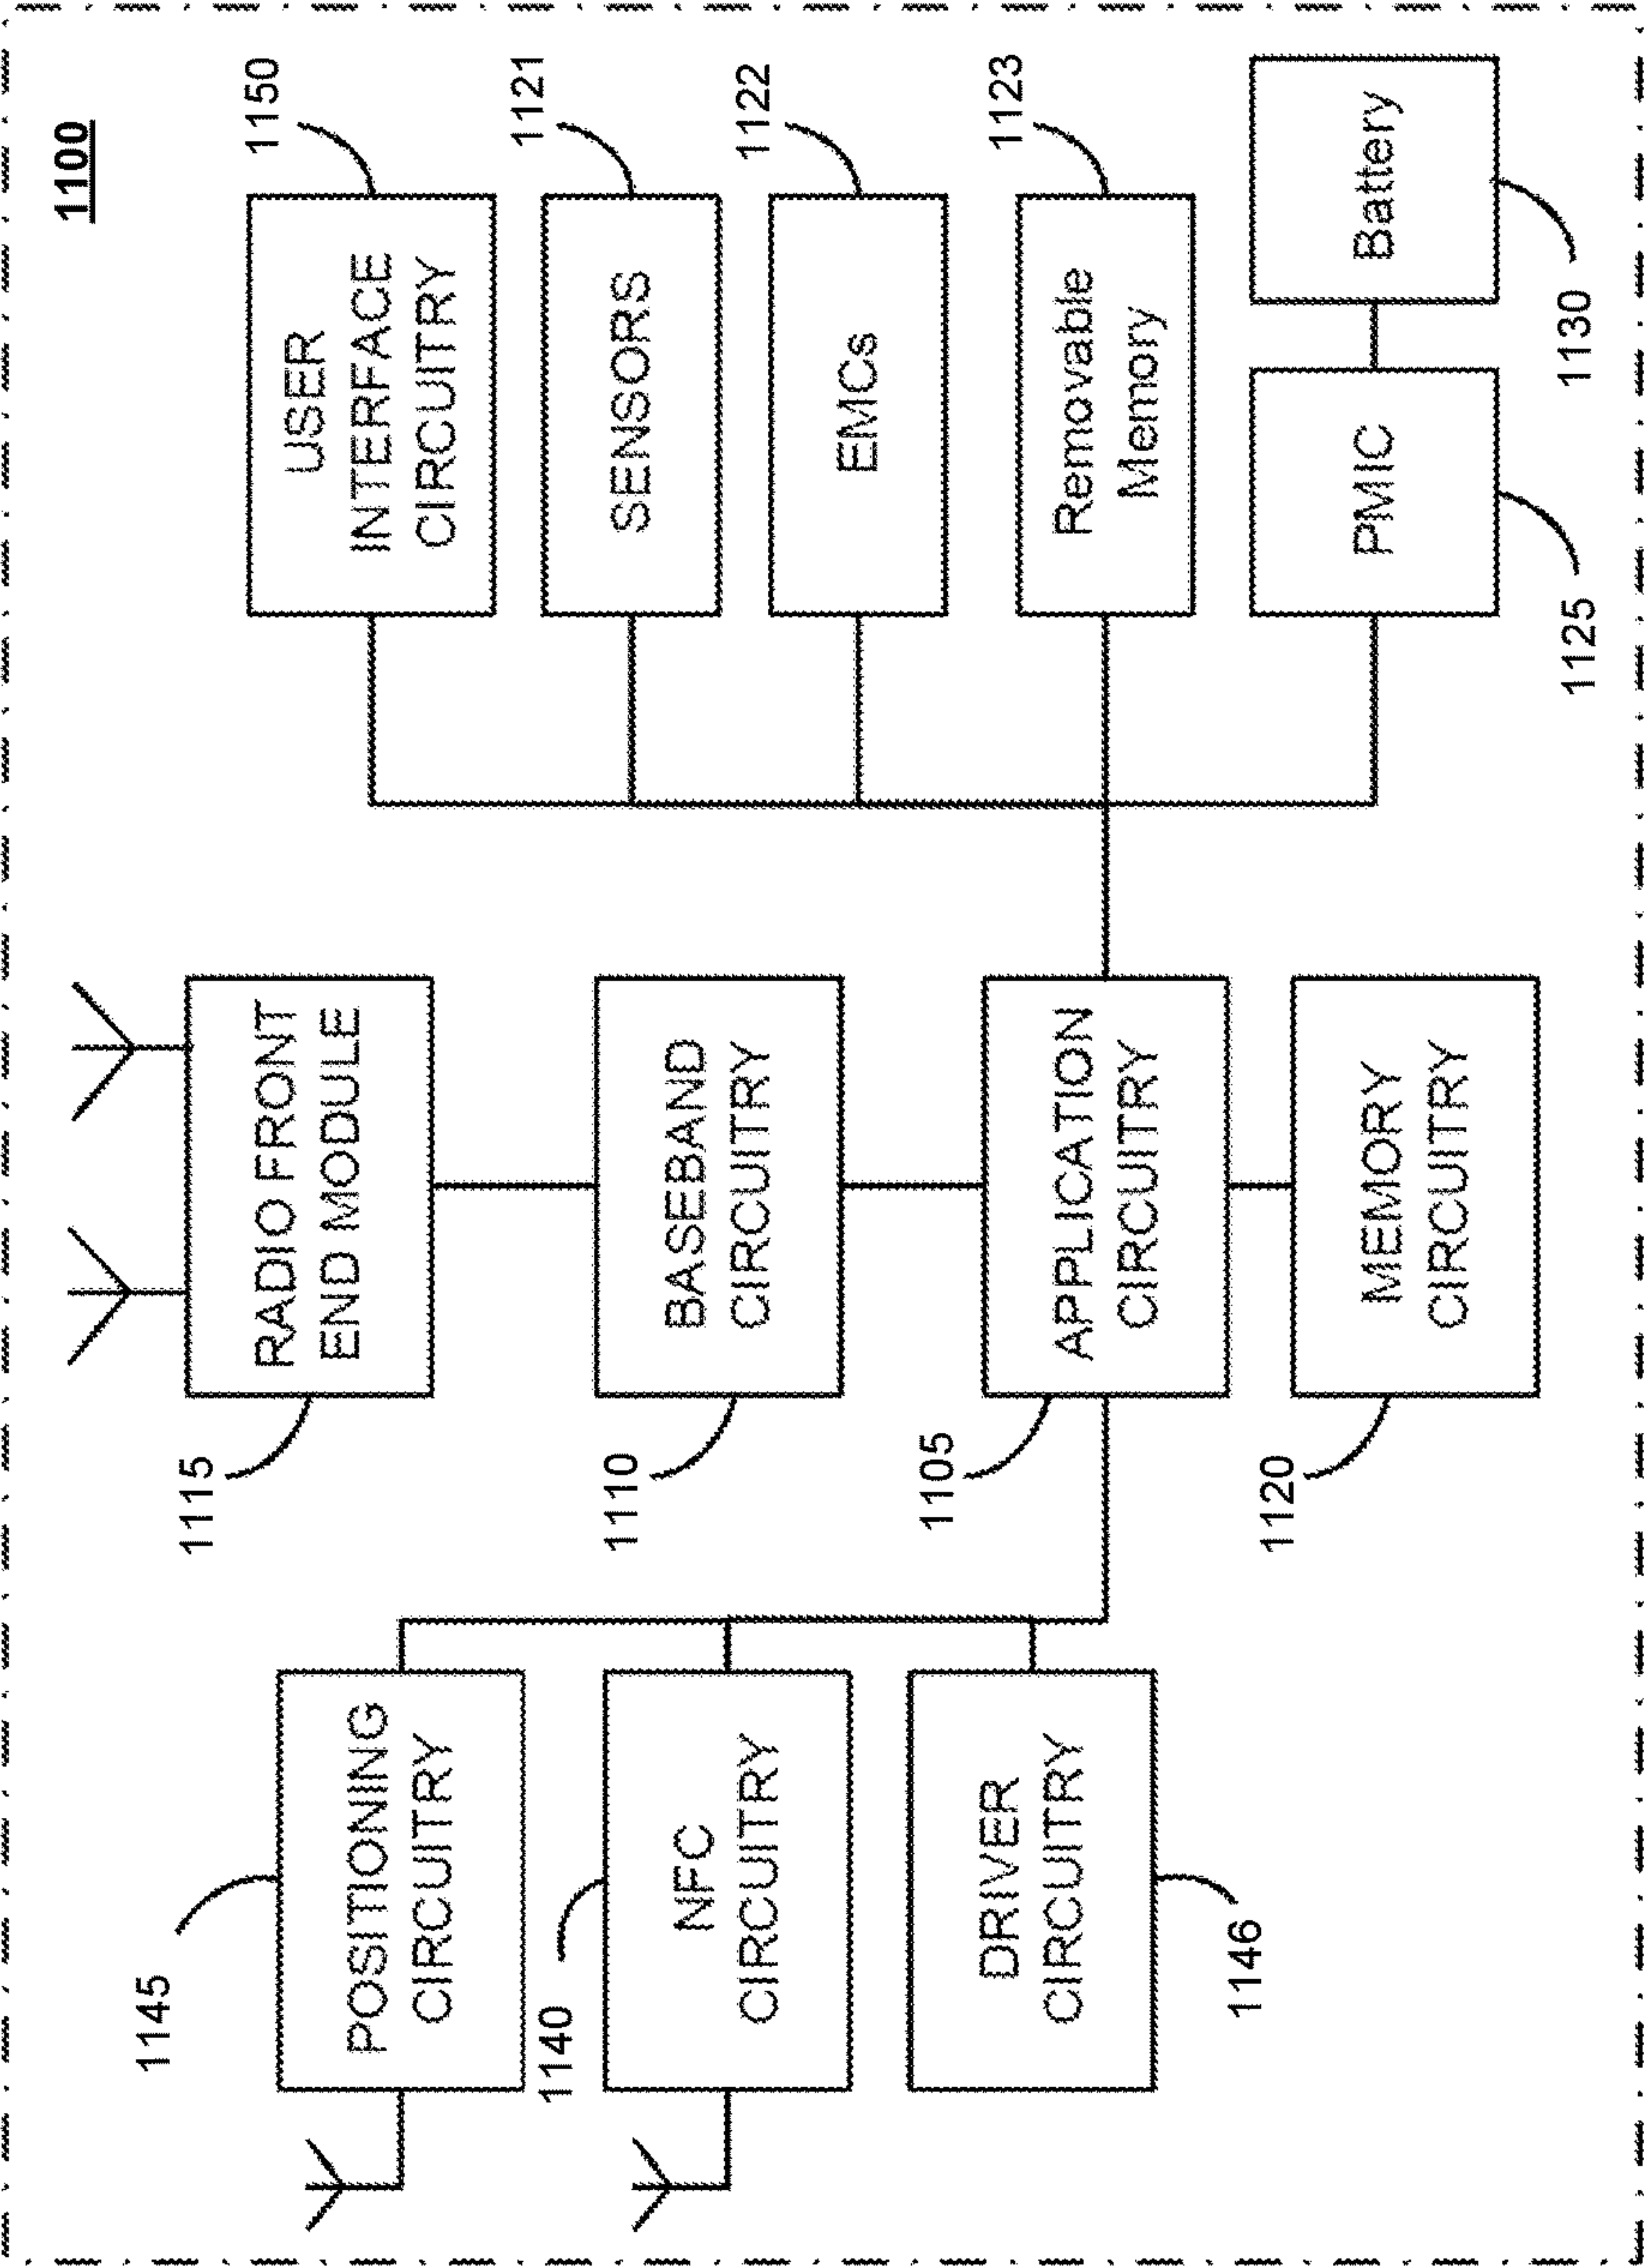 1100
1145
POSITIONING
CIRCUITRY
1140
NFC
CIRCUITRY
DRIVER
CIRCUITRY
1146
1115
RADIO FRONT
END MODULE
1110
BASEBAND
CIRCUITRY
1105
APPLICATION
CIRCUITRY
1120
MEMORY
CIRCUITRY
1150
USER
INTERFACE
CIRCUITRY
1121
SENSORS
1122
EMCs
1123
Removable
Memory
PMIC
1125
Battery
1130